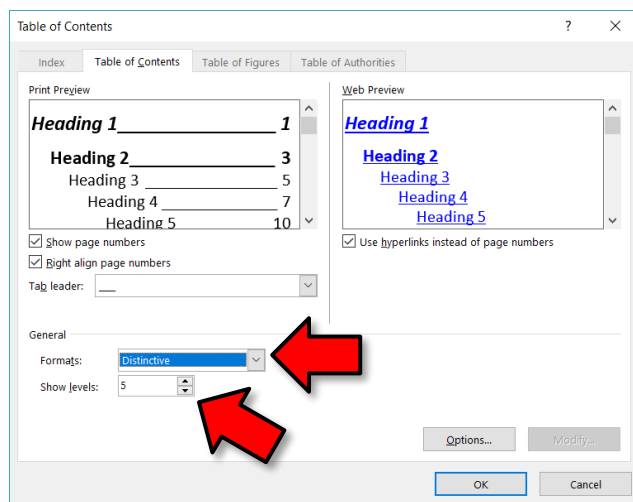 Table of Contents ?
Index Table of Contents Table of Figures Table of Authorities
Print Preview
Heading 1 1
Heading 2 3
Heading 3 5
Heading 4 7
Heading 5 10
Web Preview
Heading 1
Heading 2
Heading 3
Heading 4
Heading 5
Show page numbers
Right align page numbers
Tab leader: ___
Use hyperlinks instead of page numbers
General
Formats: Distinctive
Show levels: 5
Options... Modify...
OK Cancel